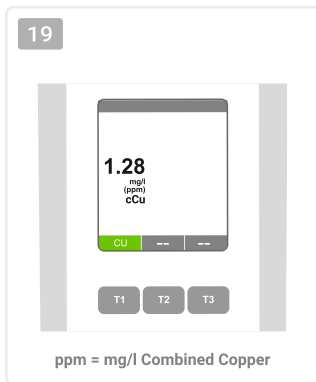 19
1.28
mg/l
(ppm)
cCu
CU -- --
T1 T2 T3
ppm = mg/l Combined Copper